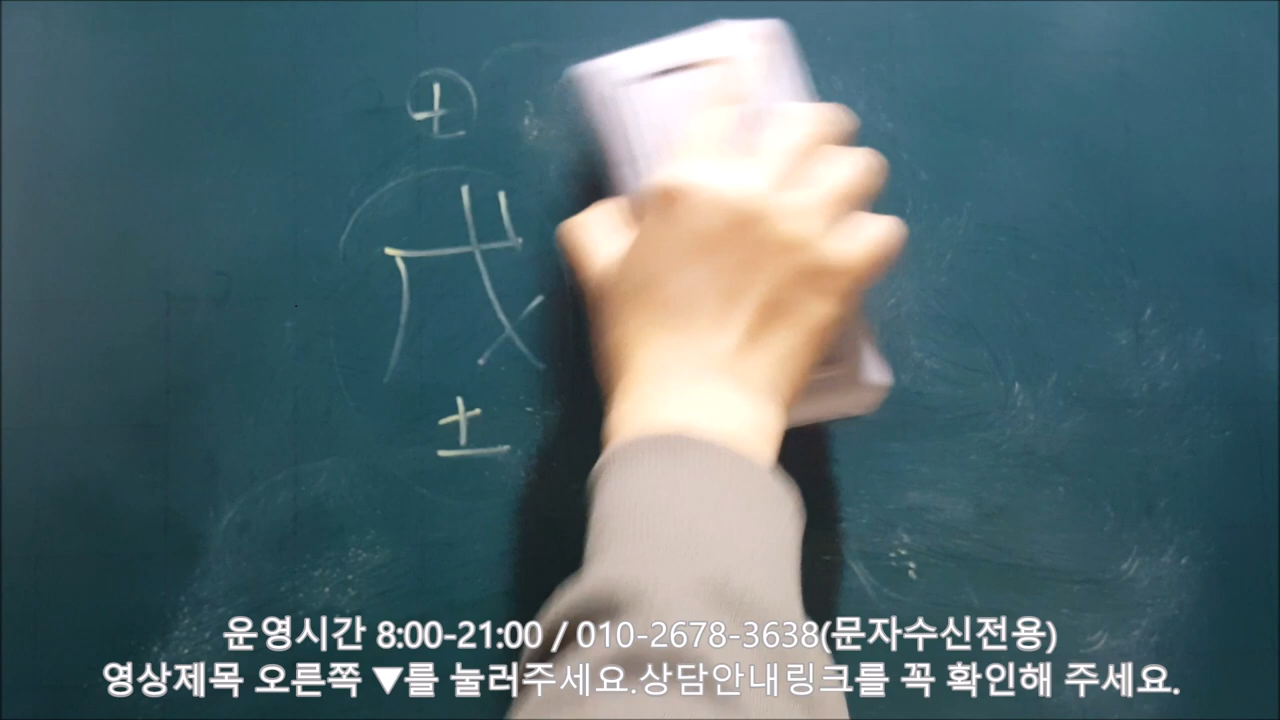 土
戊
土
운영시간 8:00-21:00 / 010-2678-3638(문자수신전용)
영상제목 오른쪽 ▼를 눌러주세요.상담안내링크를 꼭 확인해 주세요.